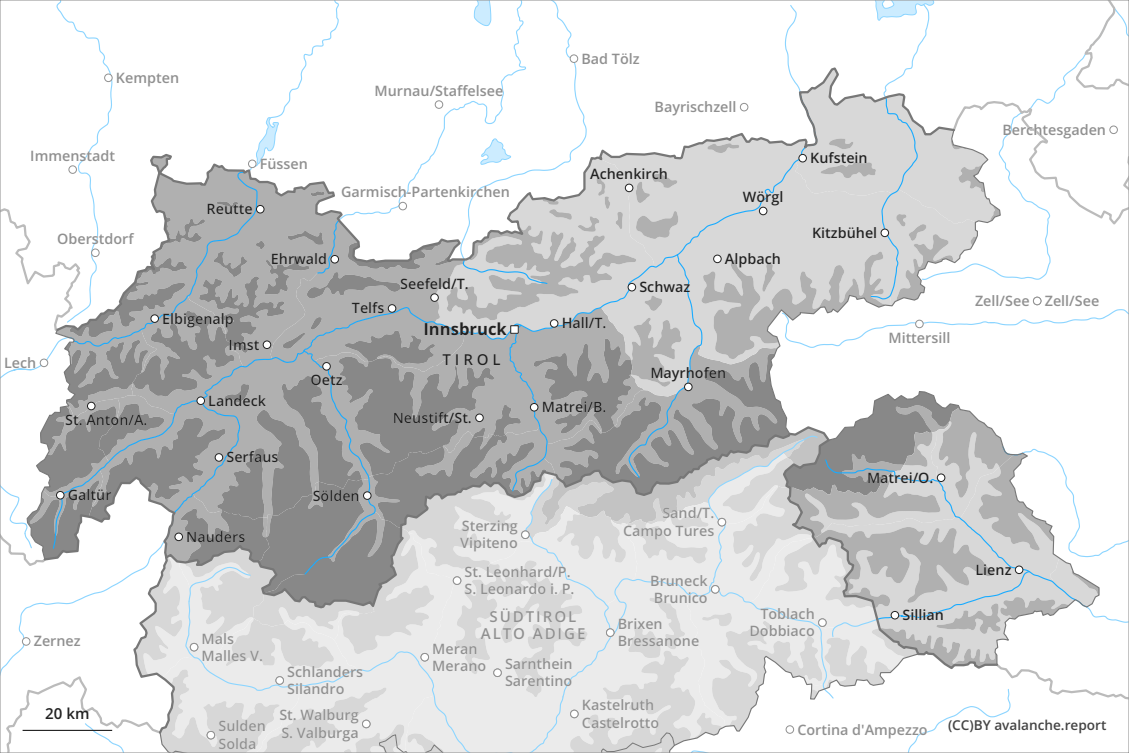 Kempten
Bad Tölz
Murnau/Staffelsee
Bayrischzell
Berchtesgaden
Immenstadt
Füssen
Kufstein
Achenkirch
Garmisch-Partenkirchen
Wörgl
Reutte
Kitzbühel
Oberstdorf
Ehrwald
Alpbach
Seefeld/T.
Schwaz
Zell/See
Zell/See
Telfs
Elbigenalp
Innsbruck
Hall/T.
Mittersill
Imst
TIROL
Lech
Oetz
Mayrhofen
Landeck
Matrei/B.
St. Anton/A.
Neustift/St.
Serfaus
Matrei/O.
Galtür
Sölden
Sand/T.
Campo Tures
Sterzing
Vipiteno
Nauders
Lienz
St. Leonhard/P.
S. Leonardo i. P.
Bruneck
Brunico
SÜDTIROL
ALTO ADIGE
Toblach
Dobbiaco
Sillian
Brixen
Bressanone
Zernez
Mals
Malles V.
Meran
Merano
Sarnthein
Sarentino
Schlanders
Silandro
Kastelruth
Castelrotto
20 km
St. Walburg
S. Valburga
Sulden
Solda
Cortina d'Ampezzo
(CC)BY avalanche.report